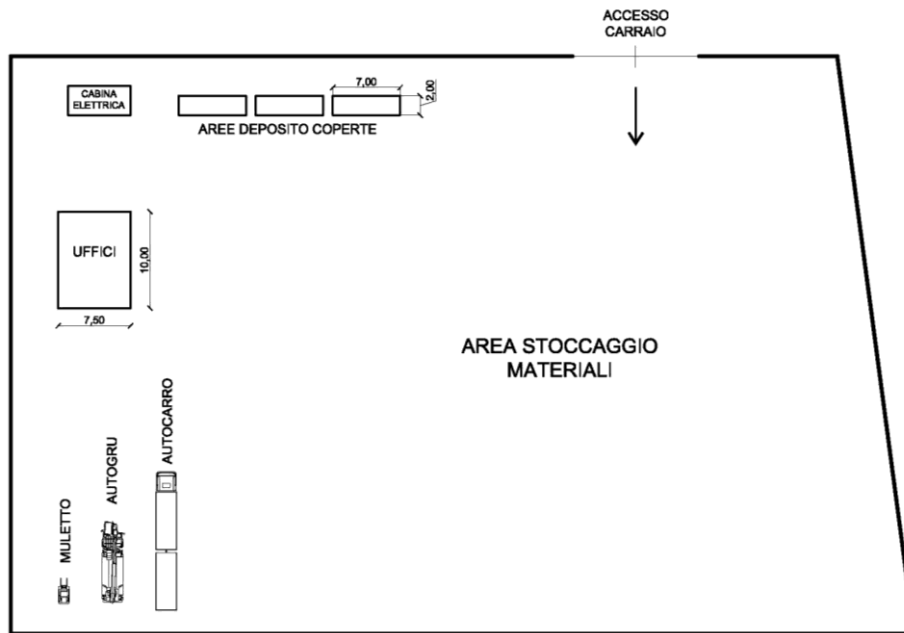 ACCESSO
CARRAIO
CABINA
ELETTRICA
7,00
2,00
AREE DEPOSITO COPERTE
UFFICI
10,00
7,50
AREA STOCCAGGIO
MATERIALI
AUTOCARRO
AUTOGRU
MULETTO